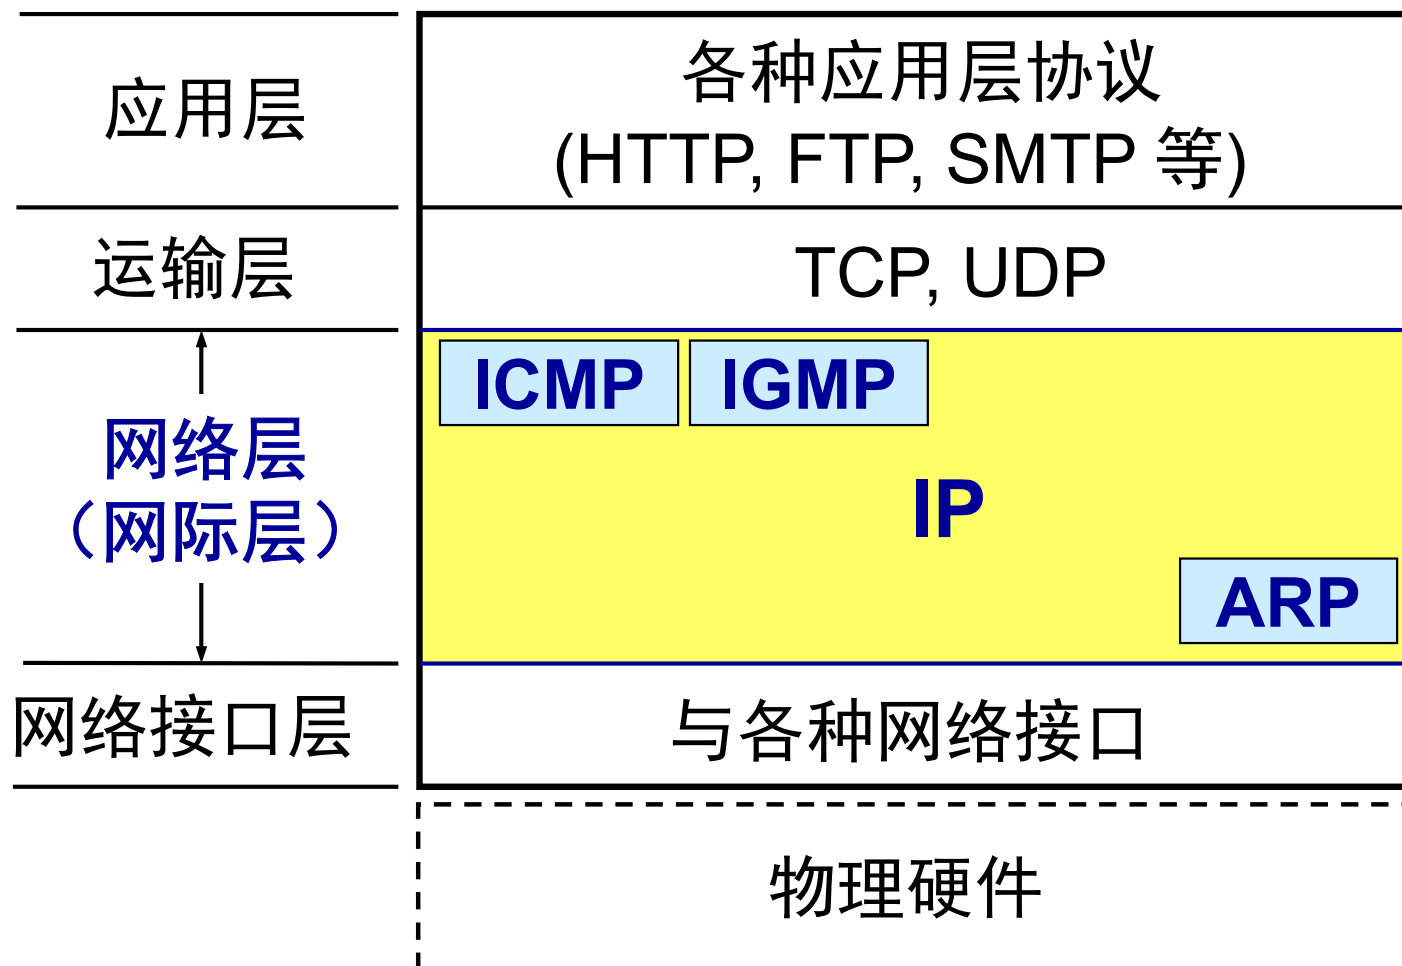 应用层
各种应用层协议
(HTTP, FTP, SMTP 等)
运输层
TCP, UDP
ICMP
IGMP
网络层
（网际层）
IP
ARP
网络接口层
与各种网络接口
物理硬件